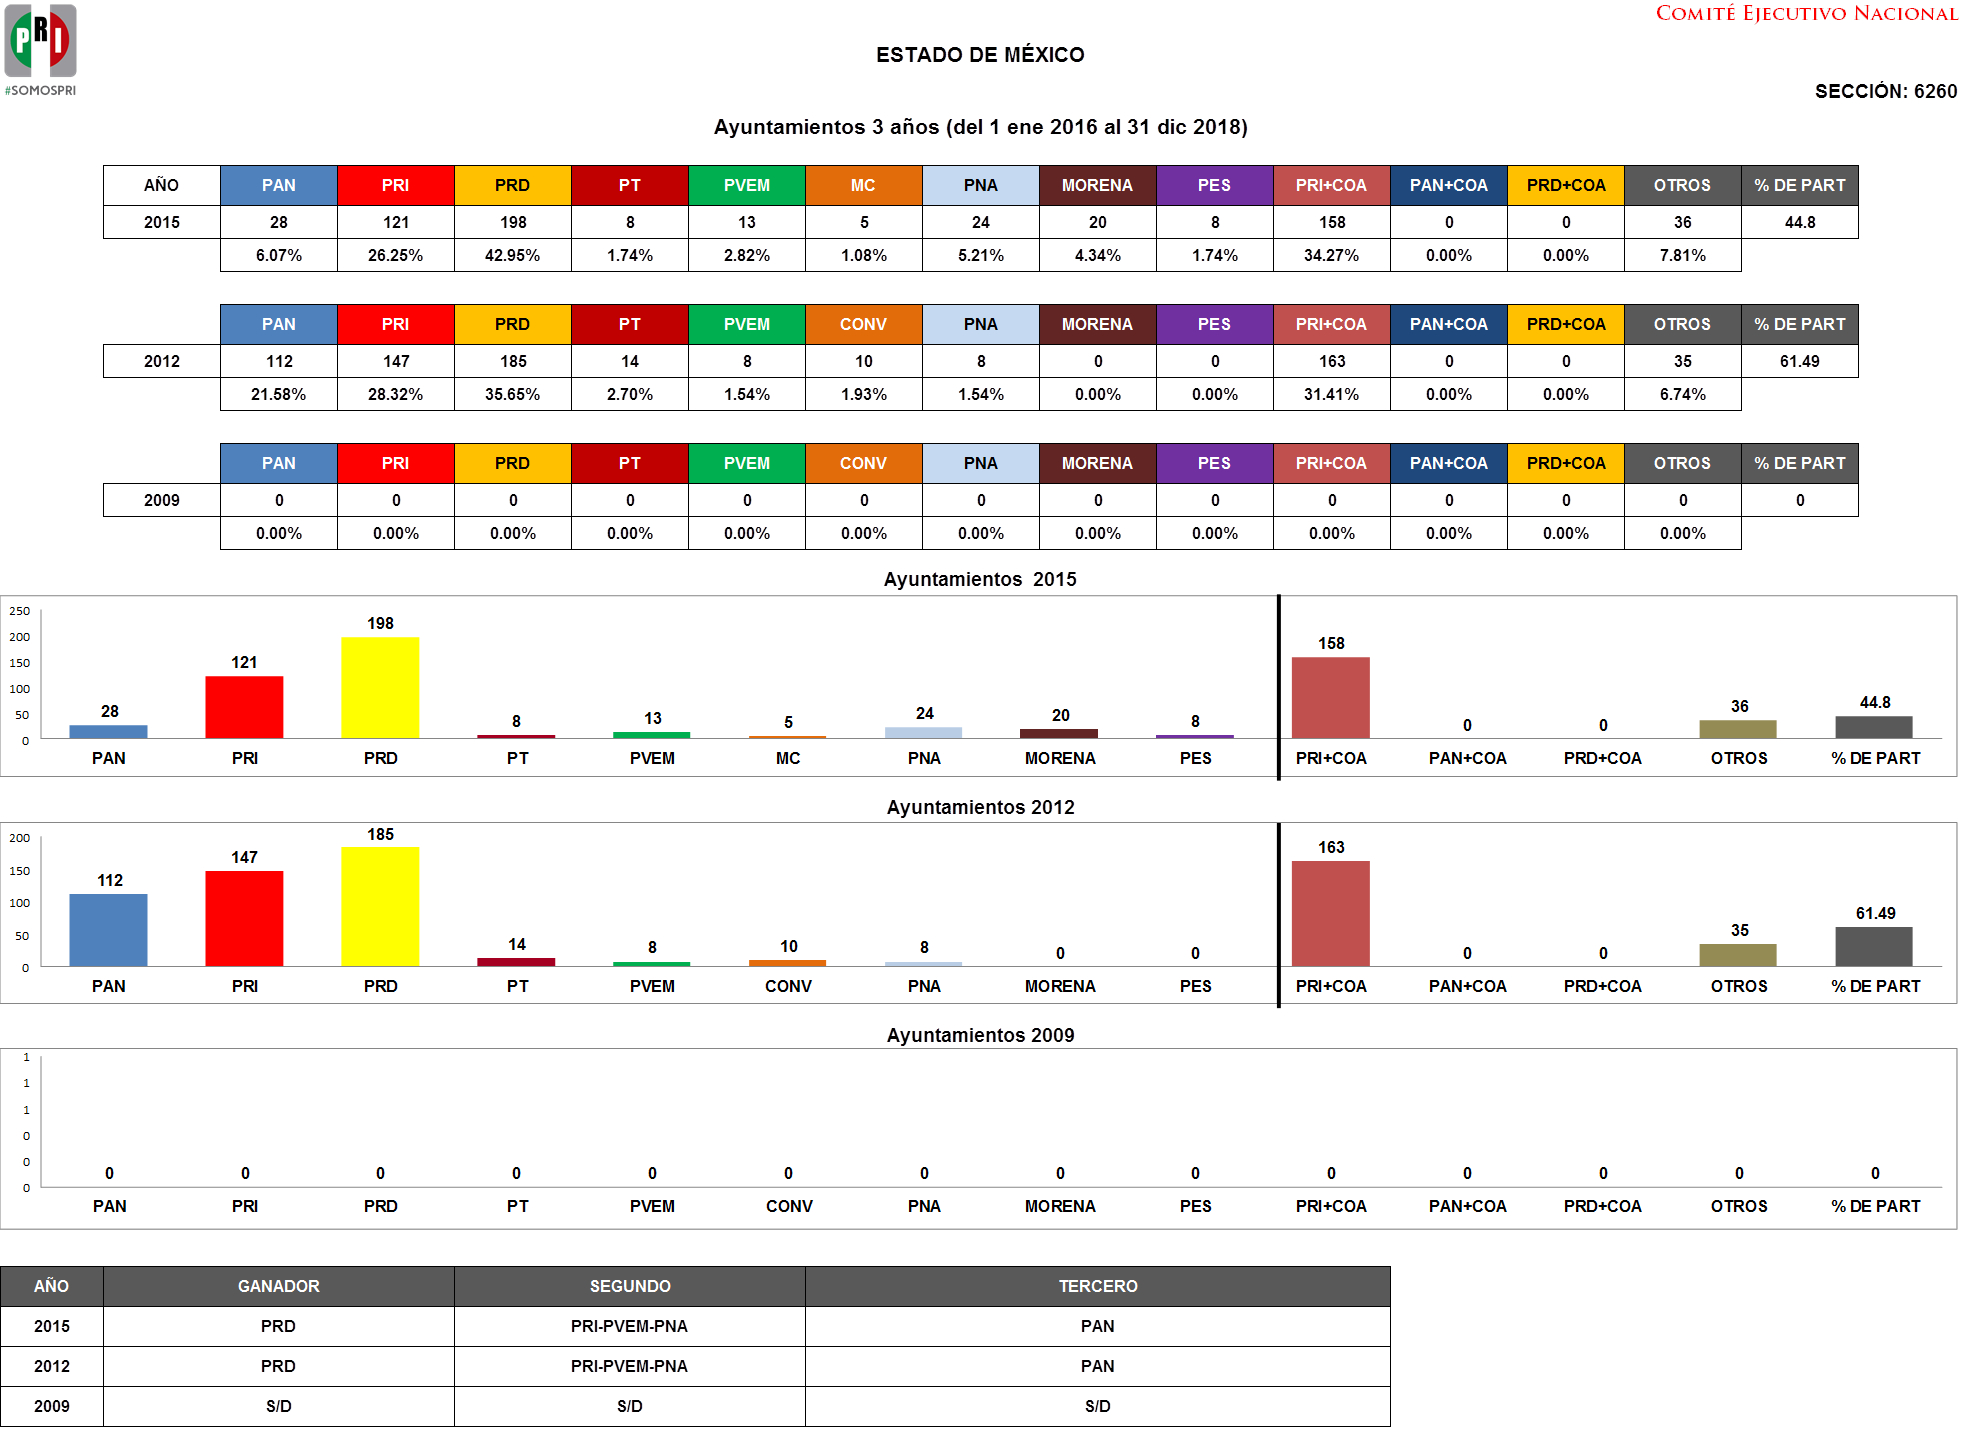 PRI
#SOMOSPRI
COMITÉ EJECUTIVO NACIONAL
ESTADO DE MÉXICO
SECCIÓN: 6260
Ayuntamientos 3 años (del 1 ene 2016 al 31 dic 2018)
AÑO PAN PRI PRD PT PVEM MC PNA MORENA PES PRI+COA PAN+COA PRD+COA OTROS % DE PART
2015 28 121 198 8 13 5 24 20 8 158 0 0 36 44.8
6.07% 26.25% 42.95% 1.74% 2.82% 1.08% 5.21% 4.34% 1.74% 34.27% 0.00% 0.00% 7.81%
PAN PRI PRD PT PVEM CONV PNA MORENA PES PRI+COA PAN+COA PRD+COA OTROS % DE PART
2012 112 147 185 14 8 10 8 0 0 163 0 0 35 61.49
21.58% 28.32% 35.65% 2.70% 1.54% 1.93% 1.54% 0.00% 0.00% 31.41% 0.00% 0.00% 6.74%
PAN PRI PRD PT PVEM CONV PNA MORENA PES PRI+COA PAN+COA PRD+COA OTROS % DE PART
2009 0 0 0 0 0 0 0 0 0 0 0 0 0 0
0.00% 0.00% 0.00% 0.00% 0.00% 0.00% 0.00% 0.00% 0.00% 0.00% 0.00% 0.00% 0.00%
Ayuntamientos 2015
250
200
150
100
50
0
28 121 198 8 13 5 24 20 8 158 0 0 36 44.8
PAN PRI PRD PT PVEM MC PNA MORENA PES PRI+COA PAN+COA PRD+COA OTROS % DE PART
Ayuntamientos 2012
200
150
100
50
0
112 147 185 14 8 10 8 0 0 163 0 0 35 61.49
PAN PRI PRD PT PVEM CONV PNA MORENA PES PRI+COA PAN+COA PRD+COA OTROS % DE PART
Ayuntamientos 2009
1
1
1
0
0
0
0 0 0 0 0 0 0 0 0 0 0 0 0 0
PAN PRI PRD PT PVEM CONV PNA MORENA PES PRI+COA PAN+COA PRD+COA OTROS % DE PART
AÑO GANADOR SEGUNDO TERCERO
2015 PRD PRI-PVEM-PNA PAN
2012 PRD PRI-PVEM-PNA PAN
2009 S/D S/D S/D